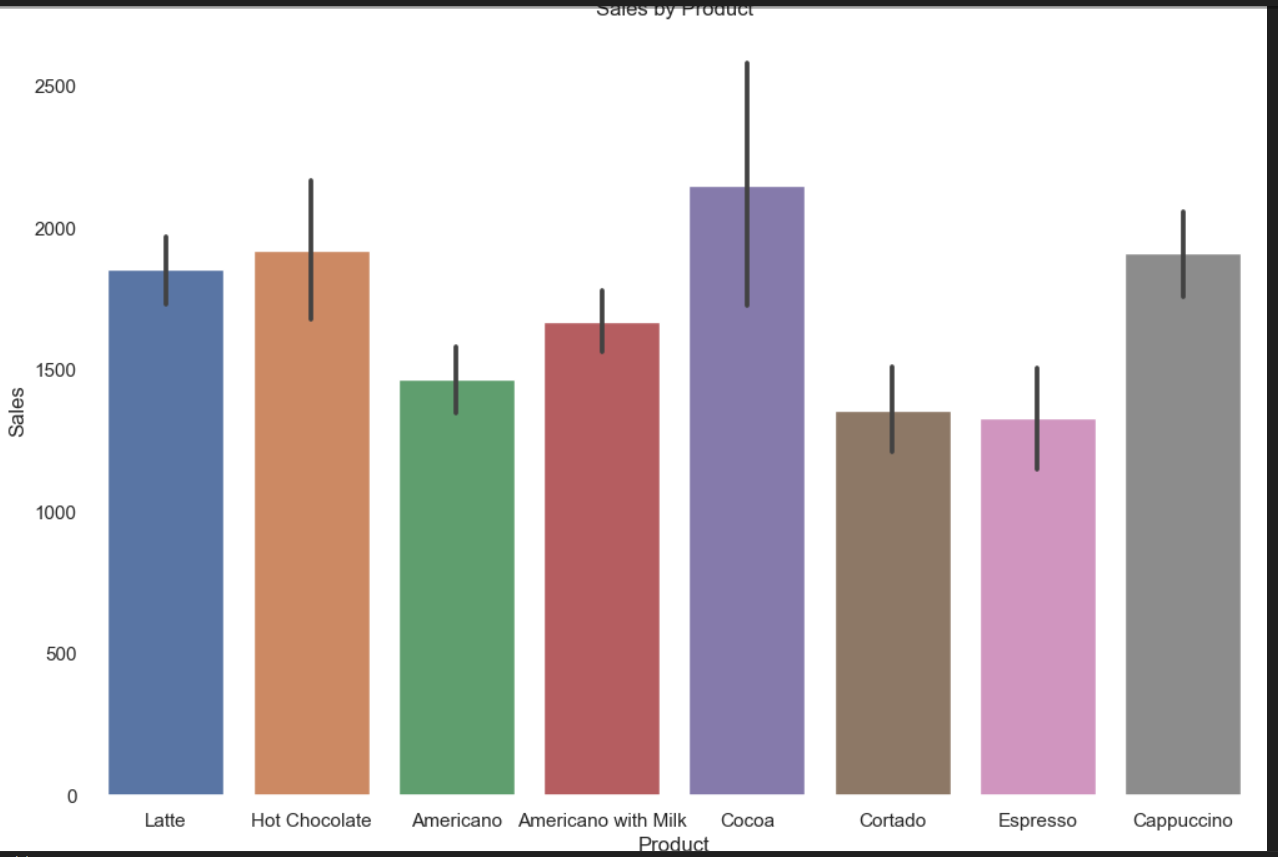 Sales by Product
2500
2000
1500
1000
500
0
Sales
Latte Hot Chocolate Americano Americano with Milk Cocoa Cortado Espresso Cappuccino
Product